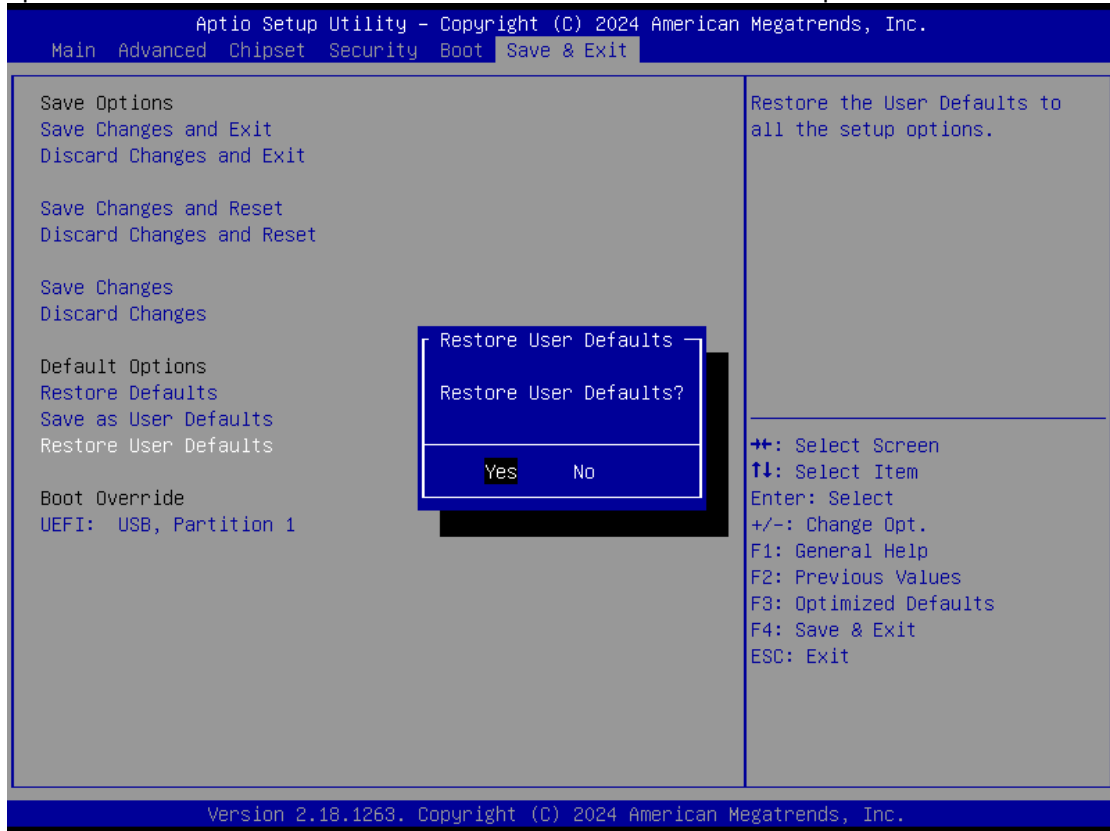 Aptio Setup Utility – Copyright (C) 2024 American Megatrends, Inc.
Main Advanced Chipset Security Boot Save & Exit
Save Options
Save Changes and Exit
Discard Changes and Exit
Save Changes and Reset
Discard Changes and Reset
Save Changes
Discard Changes
Default Options
Restore Defaults
Save as User Defaults
Restore User Defaults
Boot Override
UEFI: USB, Partition 1
Restore User Defaults
Restore User Defaults?
Yes No
Restore the User Defaults to
all the setup options.
→←: Select Screen
↑↓: Select Item
Enter: Select
+/-: Change Opt.
F1: General Help
F2: Previous Values
F3: Optimized Defaults
F4: Save & Exit
ESC: Exit
Version 2.18.1263. Copyright (C) 2024 American Megatrends, Inc.